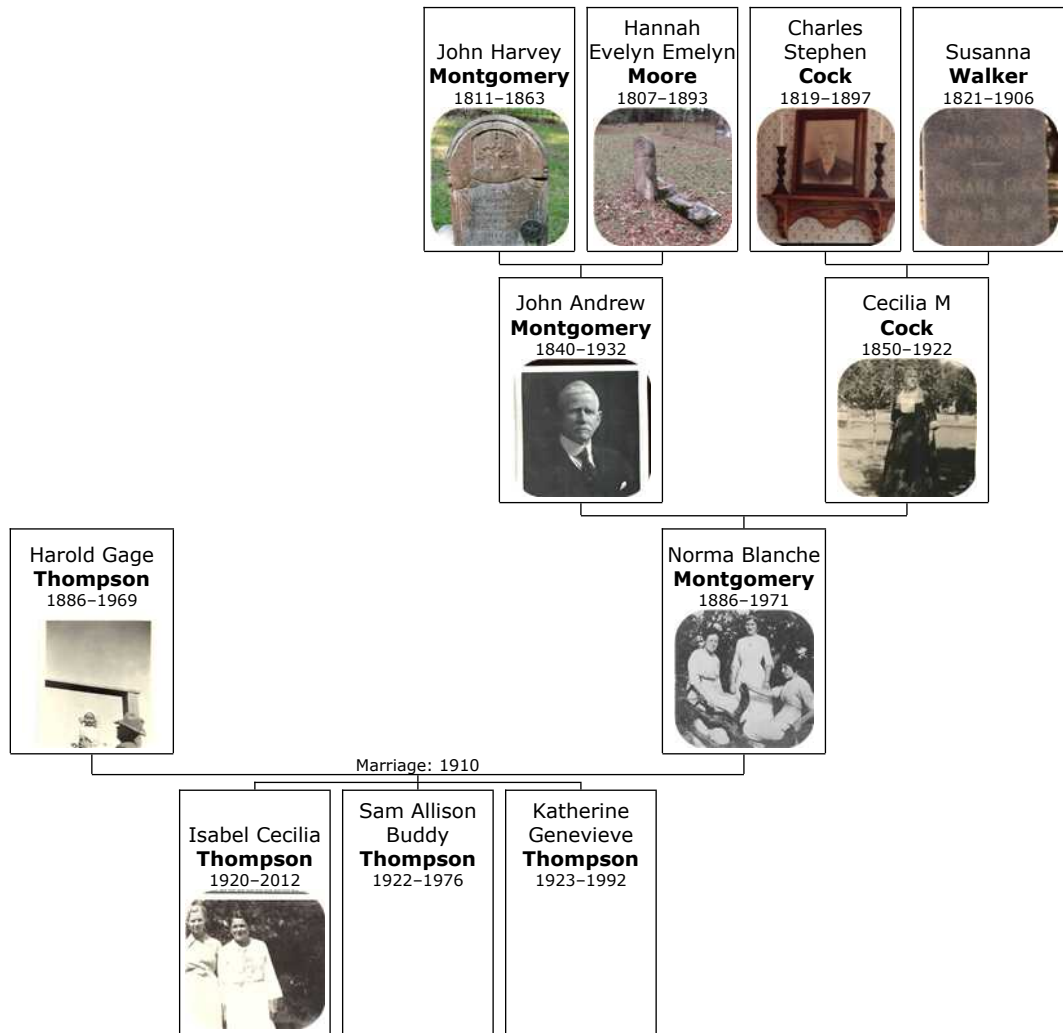 John Harvey
Montgomery
1811–1863
Hannah
Evelyn Emelyn
Moore
1807–1893
Charles
Stephen
Cock
1819–1897
Susanna
Walker
1821–1906
SUSANA COCK
John Andrew
Montgomery
1840–1932
Cecilia M
Cock
1850–1922
Harold Gage
Thompson
1886–1969
Norma Blanche
Montgomery
1886–1971
Marriage: 1910
Isabel Cecilia
Thompson
1920–2012
Sam Allison
Buddy
Thompson
1922–1976
Katherine
Genevieve
Thompson
1923–1992